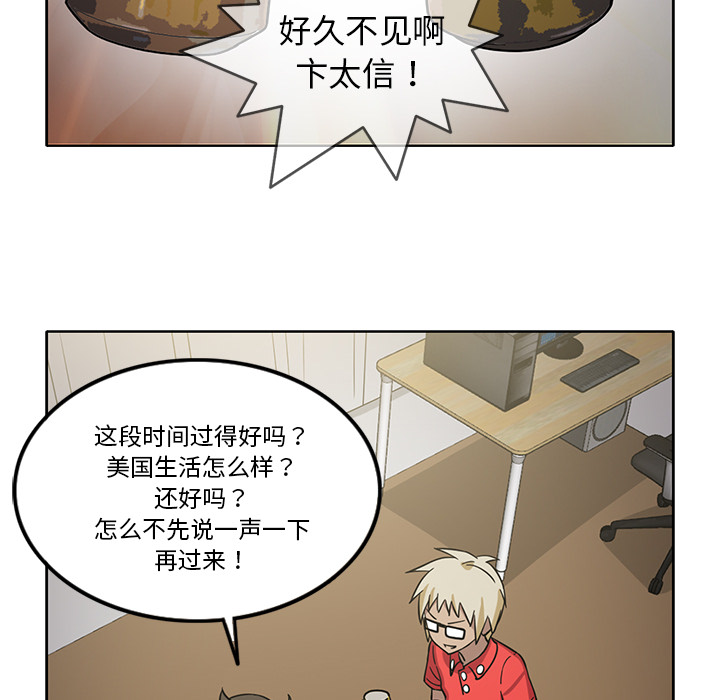 好久不见啊
卞太信！
这段时间过得好吗？
美国生活怎么样？
还好吗？
怎么不先说一声一下
再过来！